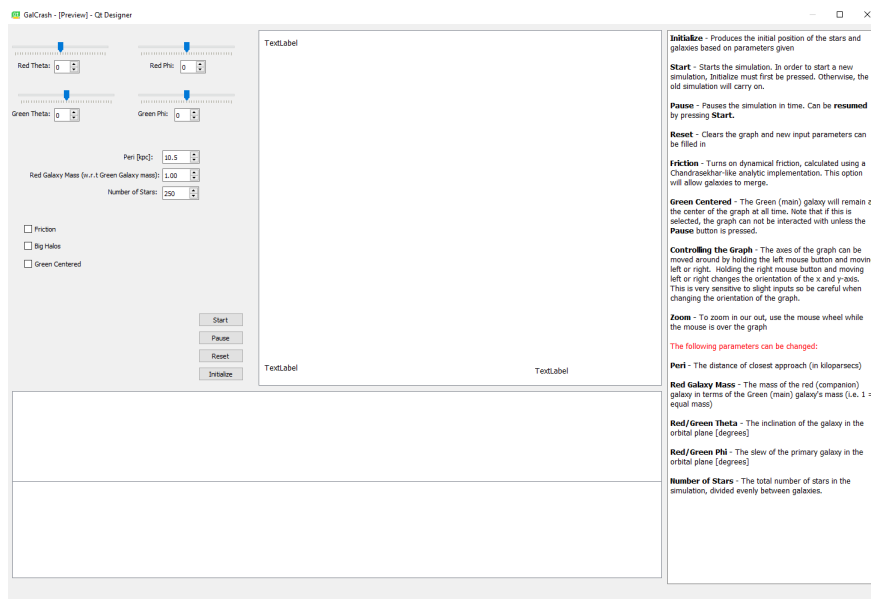 GalCrash - [Preview] - Qt Designer
Red Theta: 0
Red Phi: 0
Green Theta: 0
Green Phi: 0
Peri [kpc]: 10.5
Red Galaxy Mass (w.r.t Green Galaxy mass): 1.00
Number of Stars: 250
Friction
Big Halos
Green Centered
Start
Pause
Reset
Initialize
TextLabel
TextLabel
TextLabel
Initialize - Produces the initial position of the stars and
galaxies based on parameters given
Start - Starts the simulation. In order to start a new
simulation, Initialize must first be pressed. Otherwise, the
old simulation will carry on.
Pause - Pauses the simulation in time. Can be resumed
by pressing Start.
Reset - Clears the graph and new input parameters can
be filled in
Friction - Turns on dynamical friction, calculated using a
Chandrasekhar-like analytic implementation. This option
will allow galaxies to merge.
Green Centered - The Green (main) galaxy will remain a
the center of the graph at all time. Note that if this is
selected, the graph can not be interacted with unless the
Pause button is pressed.
Controlling the Graph - The axes of the graph can be
moved around by holding the left mouse button and movin
left or right. Holding the right mouse button and moving
left or right changes the orientation of the x and y-axis.
This is very sensitive to slight inputs so be careful when
changing the orientation of the graph.
Zoom - To zoom in our out, use the mouse wheel while
the mouse is over the graph
The following parameters can be changed:
Peri - The distance of closest approach (in kiloparsecs)
Red Galaxy Mass - The mass of the red (companion)
galaxy in terms of the Green (main) galaxy's mass (i.e. 1 =
equal mass)
Red/Green Theta - The inclination of the galaxy in the
orbital plane [degrees]
Red/Green Phi - The slew of the primary galaxy in the
orbital plane [degrees]
Number of Stars - The total number of stars in the
simulation, divided evenly between galaxies.